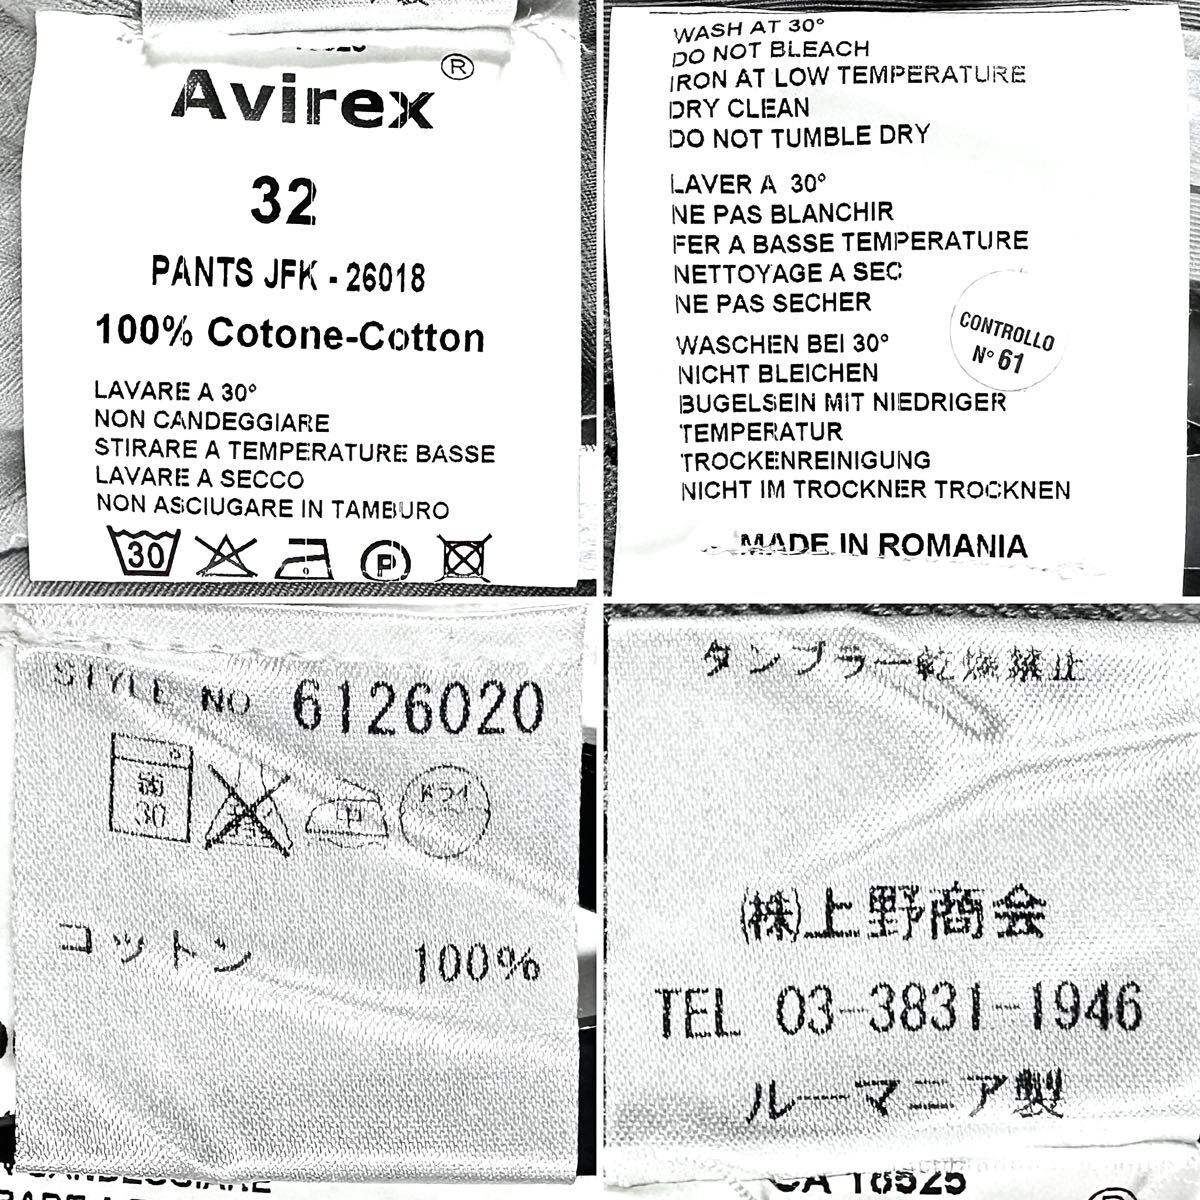 Avirex ®
32
PANTS JFK - 26018
100% Cotone-Cotton
LAVARE A 30°
NON CANDEGGIARE
STIRARE A TEMPERATURE BASSE
LAVARE A SECCO
NON ASCIUGARE IN TAMBURO
30 P
WASH AT 30°
DO NOT BLEACH
IRON AT LOW TEMPERATURE
DRY CLEAN
DO NOT TUMBLE DRY
LAVER A 30°
NE PAS BLANCHIR
FER A BASSE TEMPERATURE
NETTOYAGE A SEC
NE PAS SECHER
WASCHEN BEI 30°
NICHT BLEICHEN
BUGELSEIN MIT NIEDRIGER
TEMPERATUR
TROCKENREINIGUNG
NICHT IM TROCKNER TROCKNEN
MADE IN ROMANIA
CONTROLLO
N° 61
STYLE NO 6126020
弱 中 ドライ
30
コットン 100%
タンブラー乾燥禁止
(株)上野商会
TEL 03-3831-1946
ルーマニア製
CA 18525